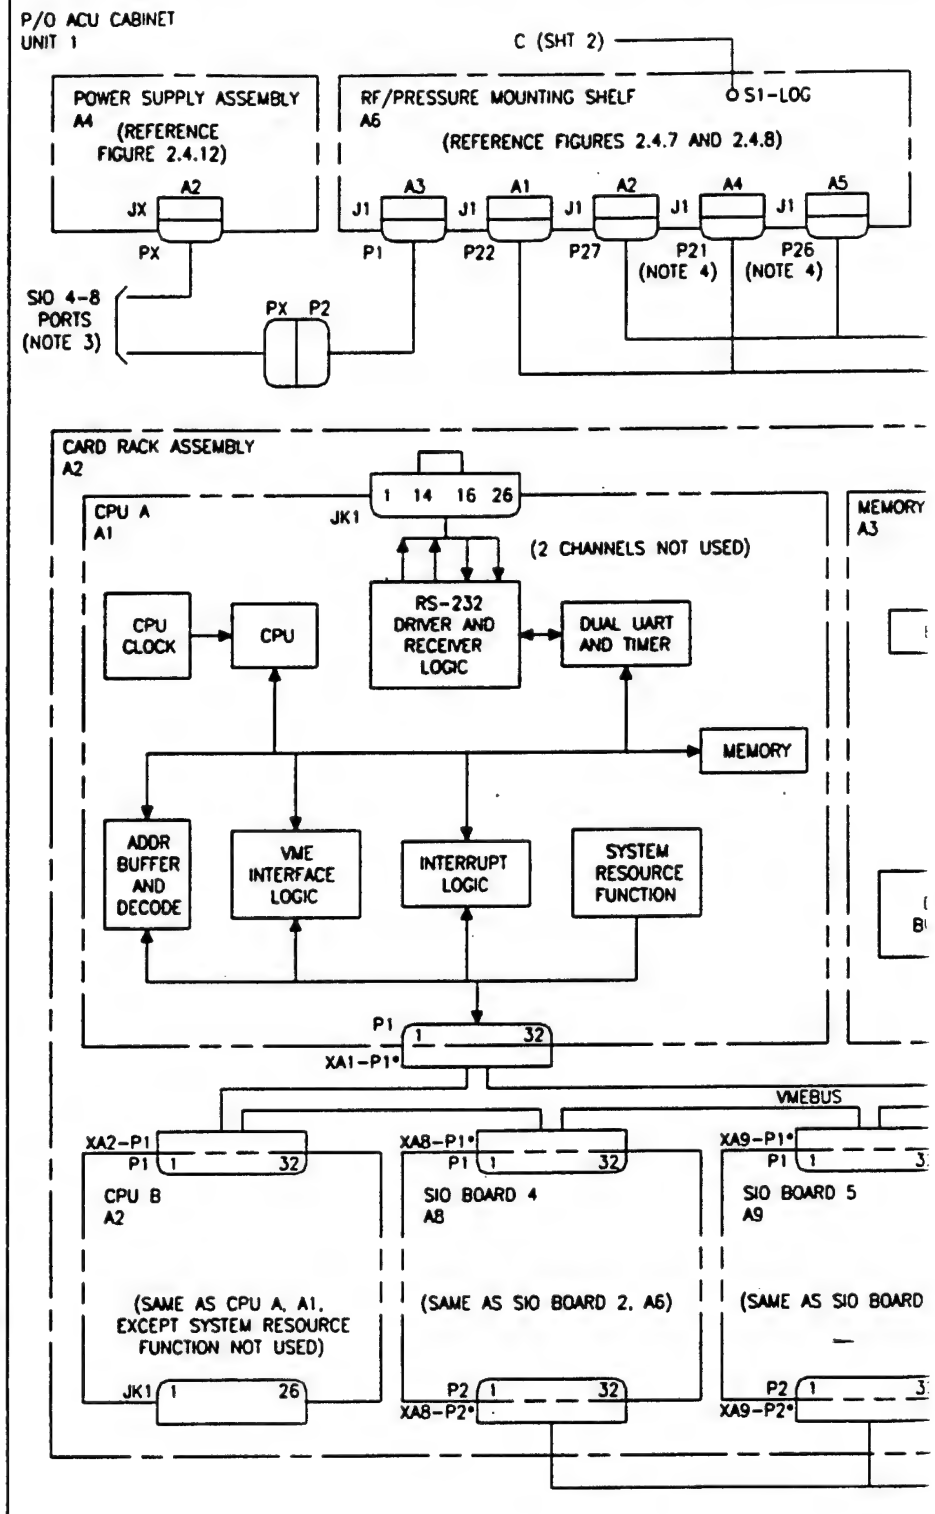 P/O ACU CABINET
UNIT 1
C (SHT 2)
POWER SUPPLY ASSEMBLY
A4
(REFERENCE
FIGURE 2.4.12)
A2
JX
PX
RF/PRESSURE MOUNTING SHELF
A6
S1-LOG
(REFERENCE FIGURES 2.4.7 AND 2.4.8)
A3 A1 A2 A4 A5
J1 J1 J1 J1 J1
P1 P22 P27 P21 P26
(NOTE 4) (NOTE 4)
SIO 4-8
PORTS
(NOTE 3)
PX P2
CARD RACK ASSEMBLY
A2
CPU A
A1
JK1
1 14 16 26
(2 CHANNELS NOT USED)
MEMORY
A3
CPU
CLOCK
CPU
RS-232
DRIVER AND
RECEIVER
LOGIC
DUAL UART
AND TIMER
MEMORY
ADDR
BUFFER
AND
DECODE
VME
INTERFACE
LOGIC
INTERRUPT
LOGIC
SYSTEM
RESOURCE
FUNCTION
P1
1 32
XA1-P1*
VMEBUS
XA2-P1
P1 1 32
CPU B
A2
(SAME AS CPU A, A1,
EXCEPT SYSTEM RESOURCE
FUNCTION NOT USED)
JK1 1 26
XA8-P1*
P1 1 32
SIO BOARD 4
A8
(SAME AS SIO BOARD 2, A6)
P2 1 32
XA8-P2*
XA9-P1*
P1 1
SIO BOARD 5
A9
(SAME AS SIO BOARD
P2 1
XA9-P2*